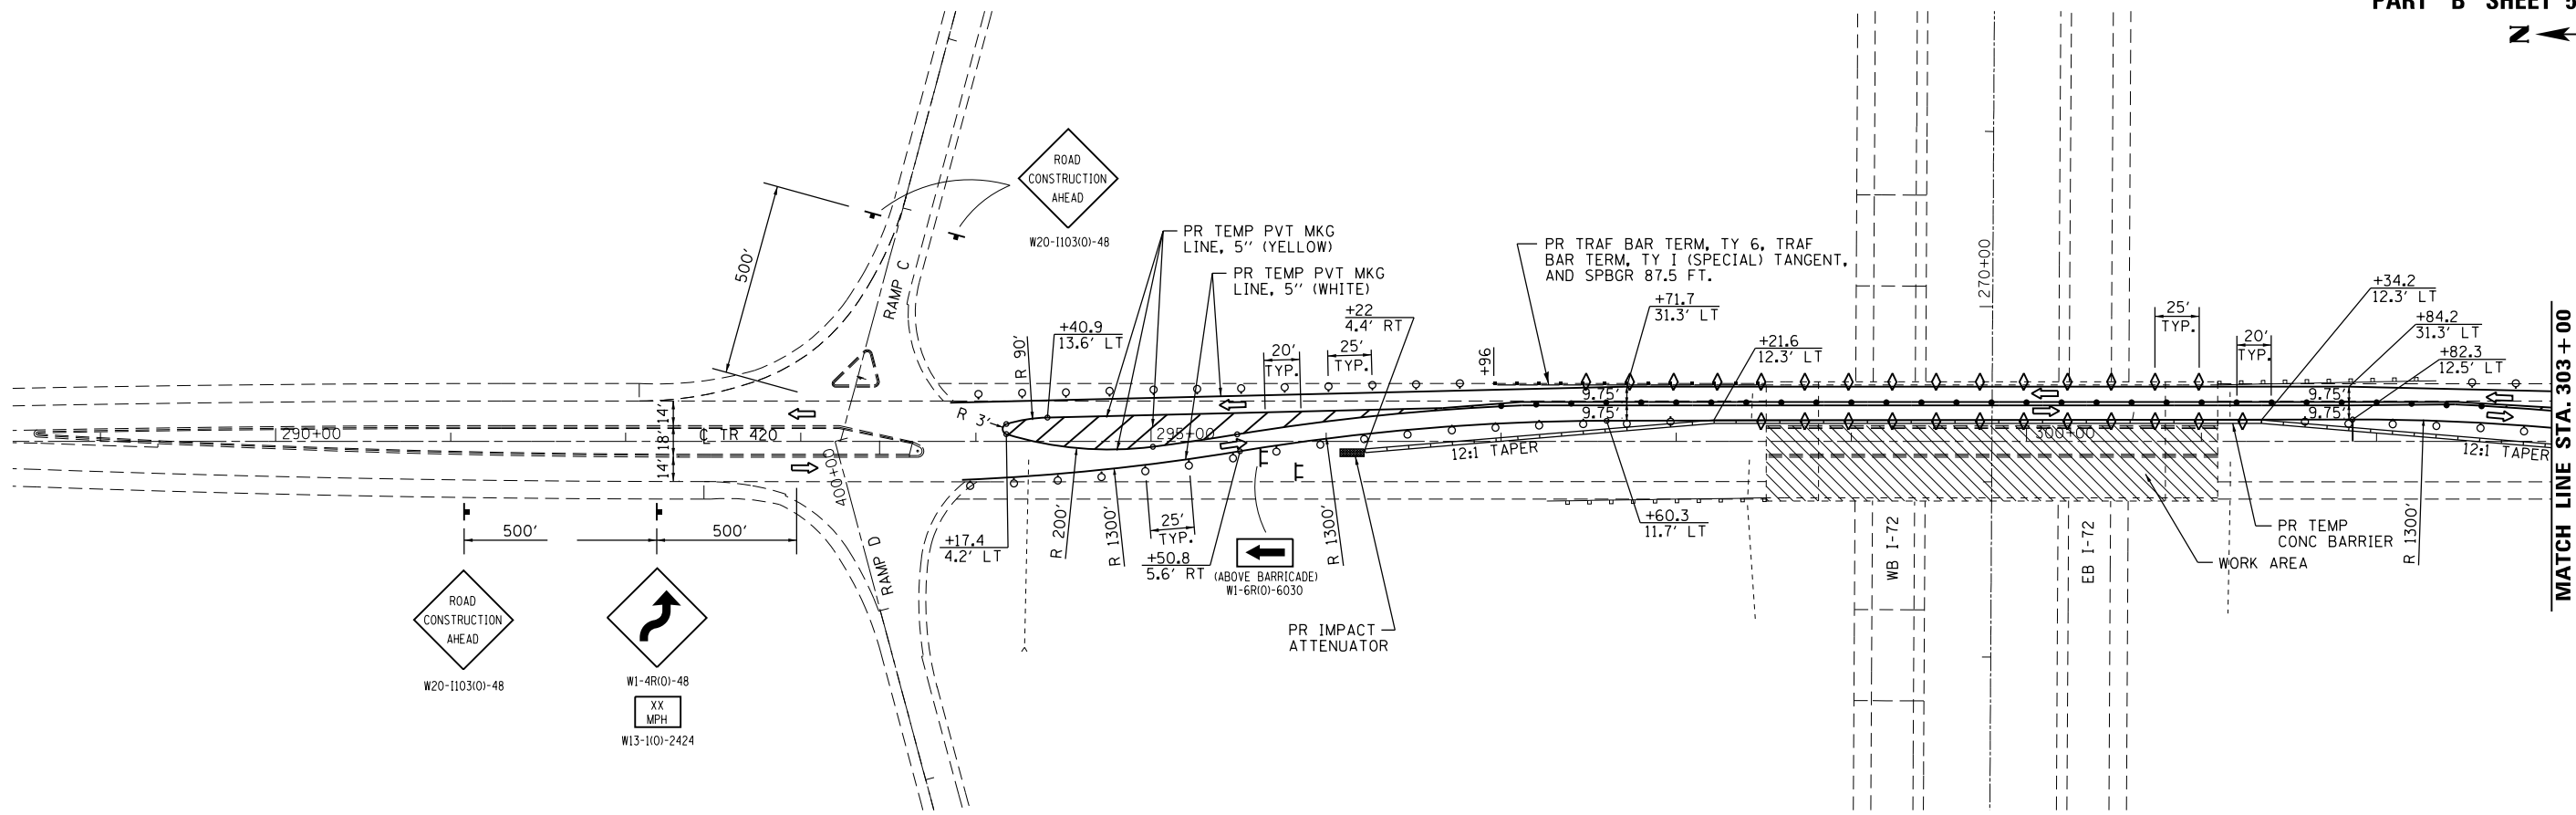 PART B SHEET 5
N
ROAD
CONSTRUCTION
AHEAD
W20-I103(0)-48
500'
RAMP C
PR TEMP PVT MKG
LINE, 5" (YELLOW)
PR TEMP PVT MKG
LINE, 5" (WHITE)
PR TRAF BAR TERM, TY 6, TRAF
BAR TERM, TY I (SPECIAL) TANGENT,
AND SPBGR 87.5 FT.
270+00
+34.2
12.3' LT
+84.2
31.3' LT
+82.3
12.5' LT
+71.7
31.3' LT
+21.6
12.3' LT
+22
4.4' RT
+40.9
13.6' LT
R 90'
R 3'
20'
TYP.
25'
TYP.
+96
25'
TYP.
20'
TYP.
9.75'
9.75'
9.75'
9.75'
290+00
14'
18'
14'
℄ TR 420
295+00
300+00
400+00
12:1 TAPER
12:1 TAPER
MATCH LINE STA. 303+00
500'
500'
RAMP D
+17.4
4.2' LT
R 200'
R 1300'
25'
TYP.
+50.8
5.6' RT
(ABOVE BARRICADE)
W1-6R(0)-6030
R 1300'
+60.3
11.7' LT
WB I-72
EB I-72
PR TEMP
CONC BARRIER
R 1300'
WORK AREA
PR IMPACT
ATTENUATOR
ROAD
CONSTRUCTION
AHEAD
W20-I103(0)-48
W1-4R(0)-48
XX
MPH
W13-1(0)-2424